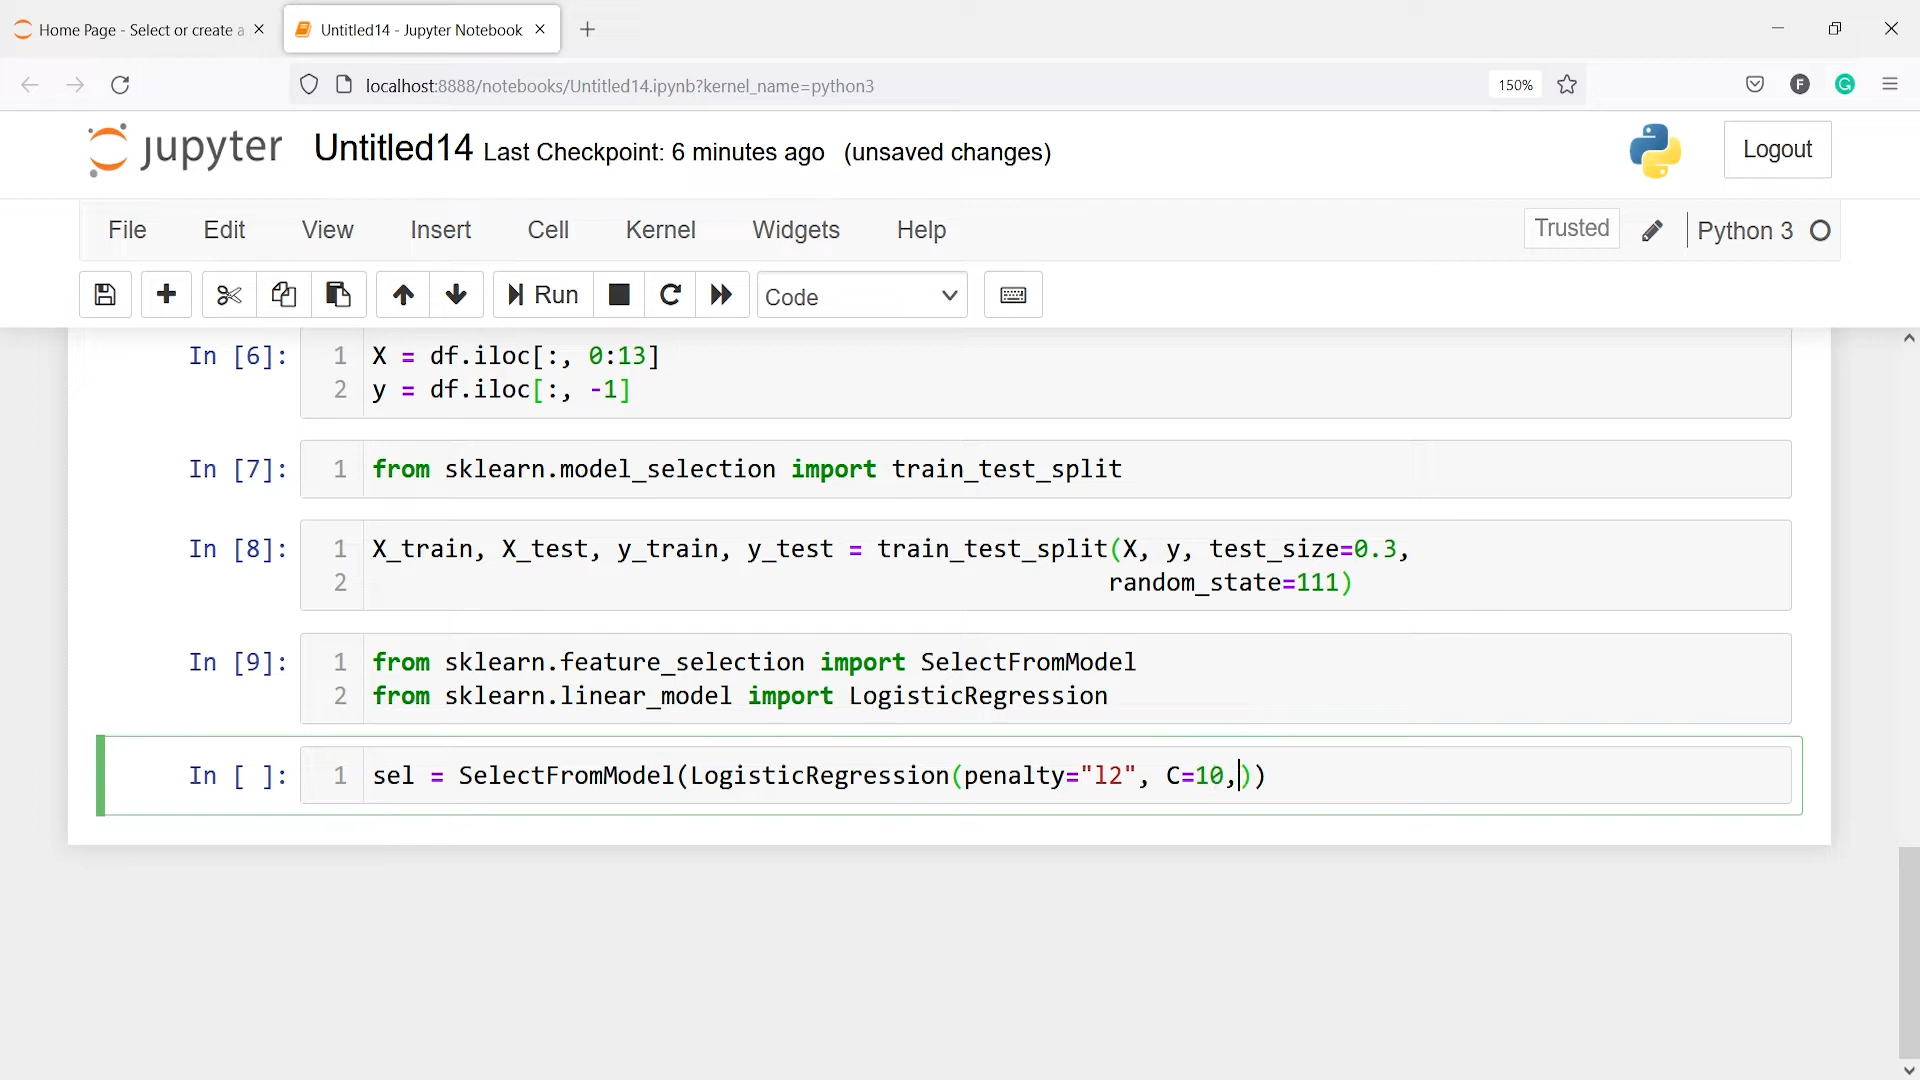 Home Page - Select or create a
Untitled14 - Jupyter Notebook
localhost:8888/notebooks/Untitled14.ipynb?kernel_name=python3
150%
F
G
jupyter Untitled14 Last Checkpoint: 6 minutes ago (unsaved changes)
Logout
File Edit View Insert Cell Kernel Widgets Help
Trusted
Python 3
Run
Code
In [6]: 1 X = df.iloc[:, 0:13]
2 y = df.iloc[:, -1]
In [7]: 1 from sklearn.model_selection import train_test_split
In [8]: 1 X_train, X_test, y_train, y_test = train_test_split(X, y, test_size=0.3,
2 random_state=111)
In [9]: 1 from sklearn.feature_selection import SelectFromModel
2 from sklearn.linear_model import LogisticRegression
In [ ]: 1 sel = SelectFromModel(LogisticRegression(penalty="l2", C=10,))